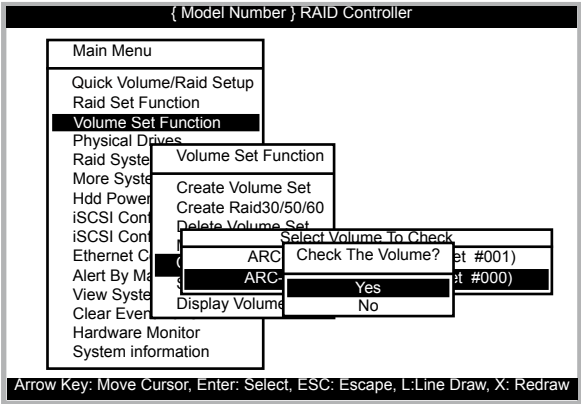 { Model Number } RAID Controller
Main Menu
Quick Volume/Raid Setup
Raid Set Function
Volume Set Function
Physical Drives
Raid Syste
More Syste
Hdd Power
iSCSI Conf
iSCSI Conf
Ethernet C
Alert By Ma
View Syste
Clear Even
Hardware Monitor
System information
Volume Set Function
Create Volume Set
Create Raid30/50/60
Delete Volume Set
Display Volume
Select Volume To Check
ARC et #001)
ARC- et #000)
Check The Volume?
Yes
No
Arrow Key: Move Cursor, Enter: Select, ESC: Escape, L:Line Draw, X: Redraw